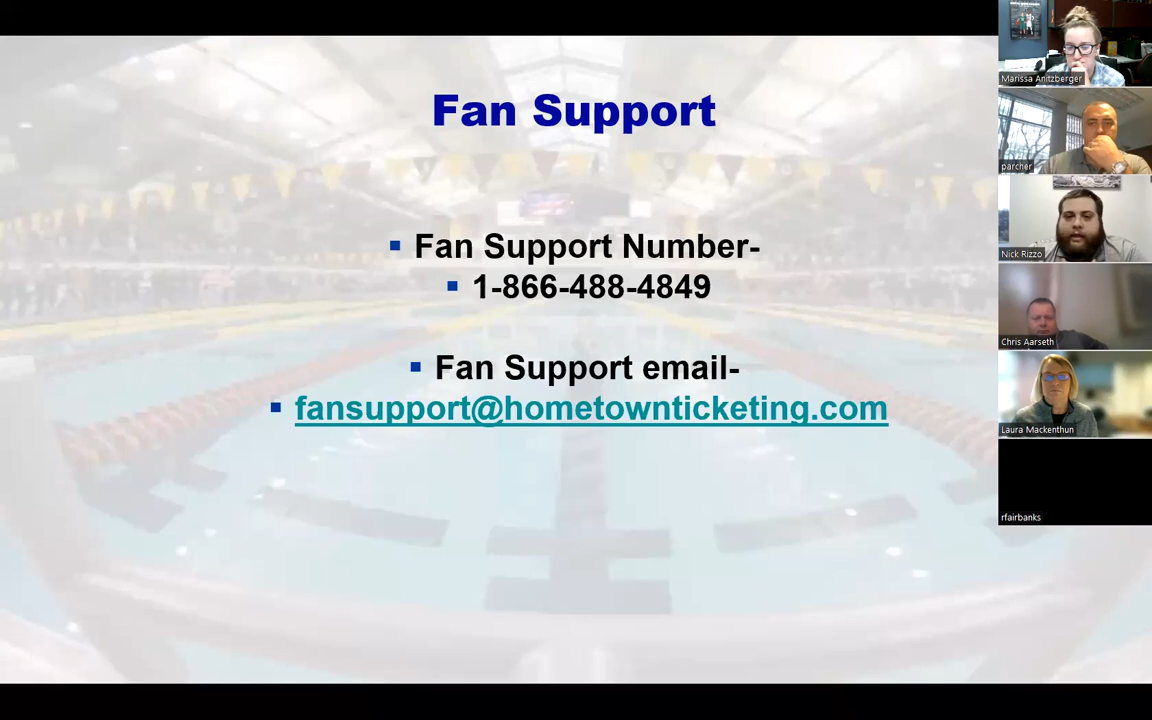 Fan Support
Fan Support Number-
1-866-488-4849
Fan Support email-
fansupport@hometownticketing.com
Marissa Anitzberger
parcher
Nick Rizzo
Chris Aarseth
Laura Mackenthun
rfairbanks